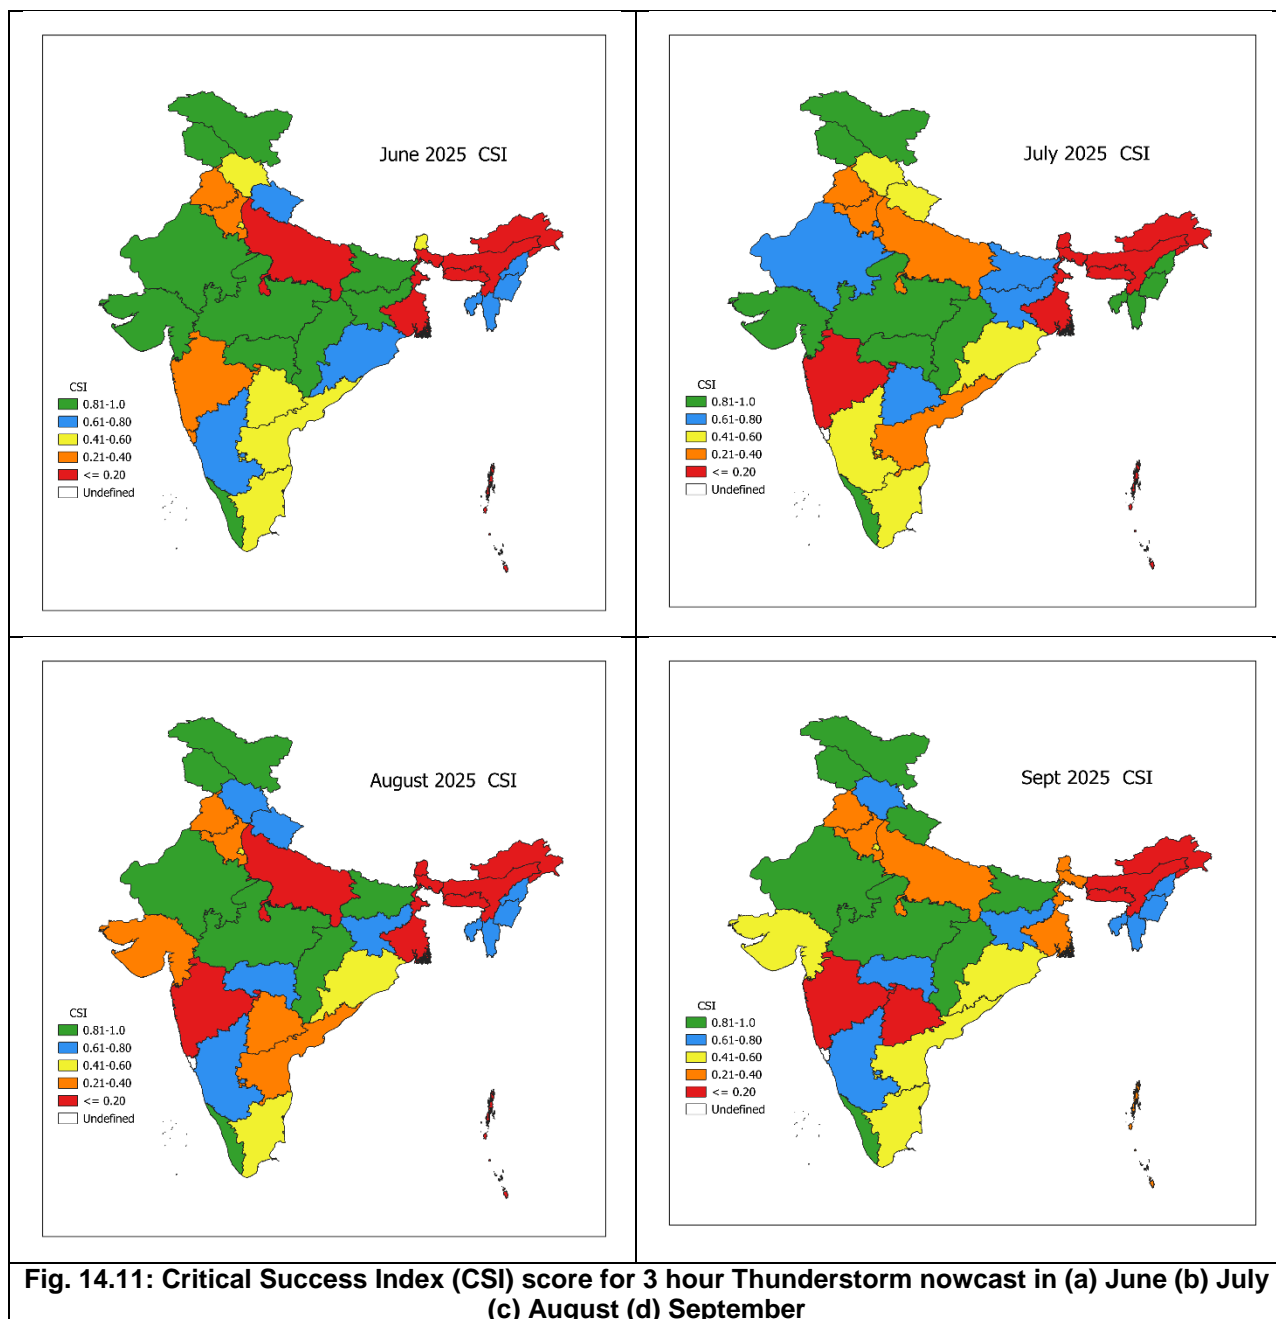 June 2025 CSI
CSI
0.81-1.0
0.61-0.80
0.41-0.60
0.21-0.40
<= 0.20
Undefined
July 2025 CSI
CSI
0.81-1.0
0.61-0.80
0.41-0.60
0.21-0.40
<= 0.20
Undefined
August 2025 CSI
CSI
0.81-1.0
0.61-0.80
0.41-0.60
0.21-0.40
<= 0.20
Undefined
Sept 2025 CSI
CSI
0.81-1.0
0.61-0.80
0.41-0.60
0.21-0.40
<= 0.20
Undefined
Fig. 14.11: Critical Success Index (CSI) score for 3 hour Thunderstorm nowcast in (a) June (b) July
(c) August (d) September